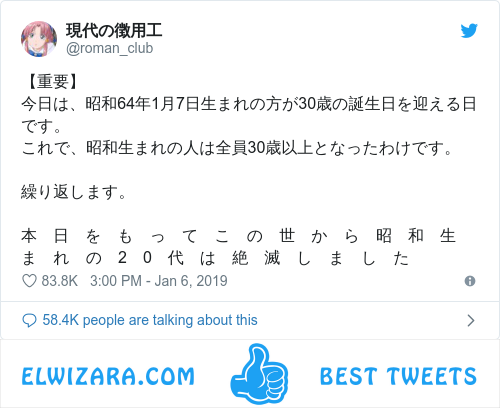 現代の徴用工
@roman_club
【重要】
今日は、昭和64年1月7日生まれの方が30歳の誕生日を迎える日
です。
これで、昭和生まれの人は全員30歳以上となったわけです。
繰り返します。
本　日　を　も　っ　て　こ　の　世　か　ら　昭　和　生
ま　れ　の　２　０　代　は　絶　滅　し　ま　し　た
83.8K 3:00 PM - Jan 6, 2019
58.4K people are talking about this
ELWIZARA.COM BEST TWEETS